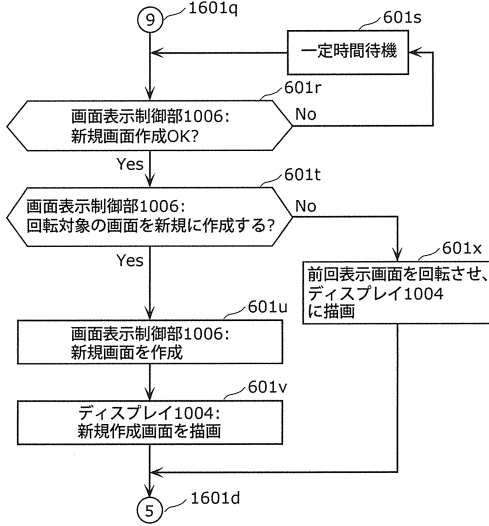 9
1601q
601s
一定時間待機
601r
画面表示制御部1006:
新規画面作成OK?
No
Yes
601t
画面表示制御部1006:
回転対象の画面を新規に作成する?
No
Yes
601x
前回表示画面を回転させ、
ディスプレイ1004
に描画
601u
画面表示制御部1006:
新規画面を作成
601v
ディスプレイ1004:
新規作成画面を描画
5
1601d